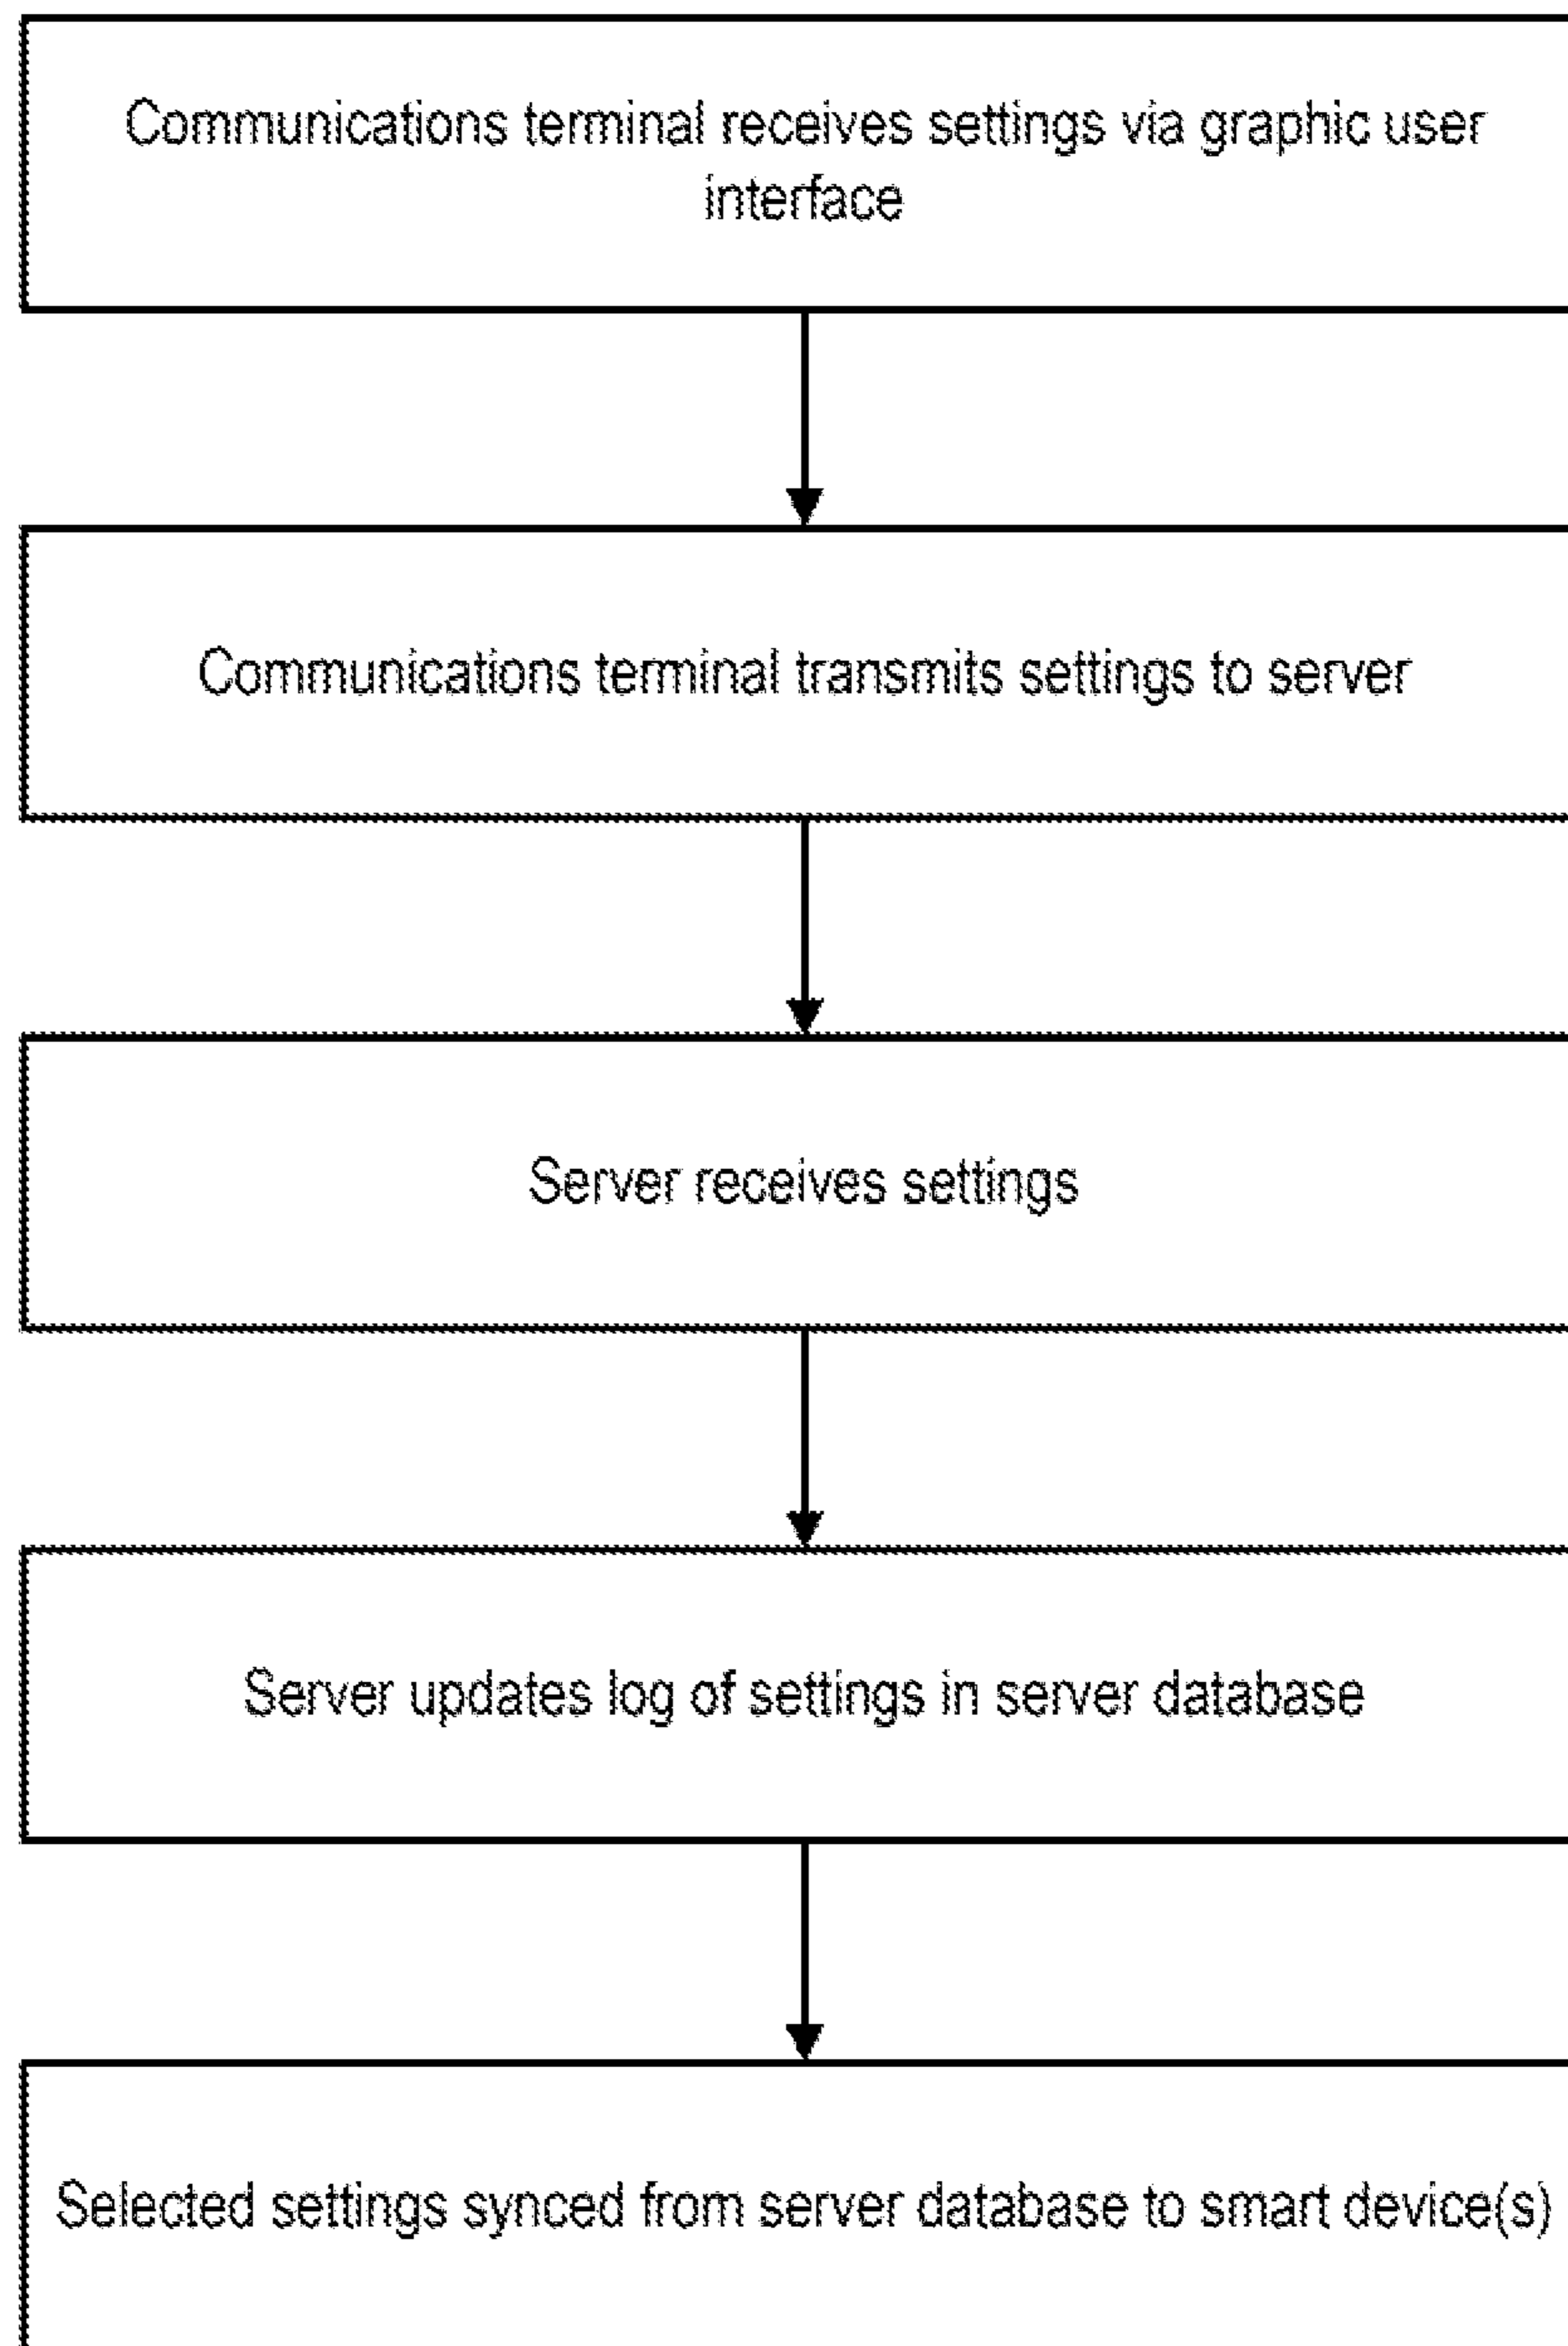 Communications terminal receives settings via graphic user
interface
Communications terminal transmits settings to server
Server receives settings
Server updates log of settings in server database
Selected settings synced from server database to smart device(s)